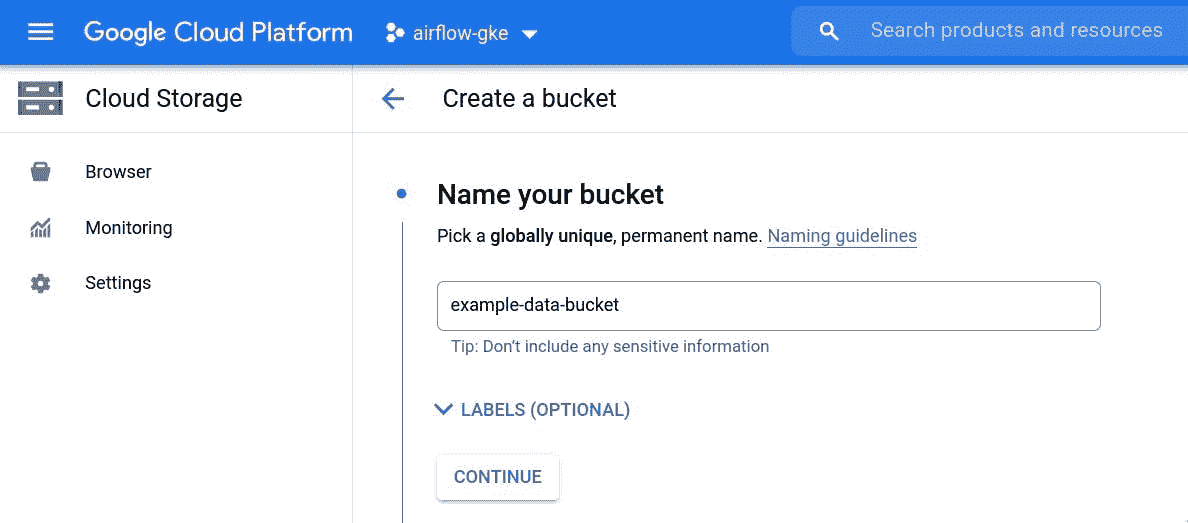 Google Cloud Platform
airflow-gke
Search products and resources
Cloud Storage
Create a bucket
Browser
Monitoring
Settings
Name your bucket
Pick a globally unique, permanent name. Naming guidelines
example-data-bucket
Tip: Don't include any sensitive information
LABELS (OPTIONAL)
CONTINUE